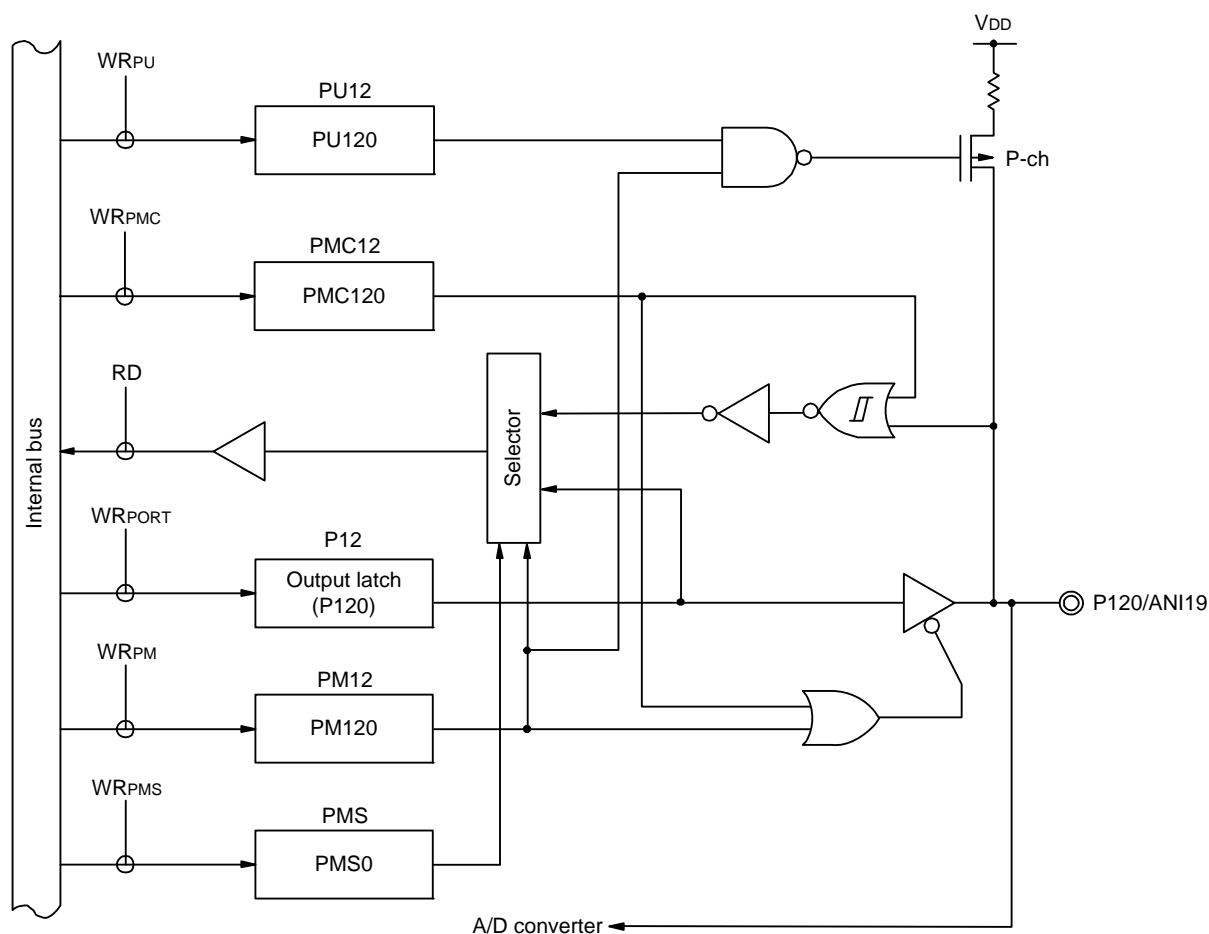 VDD
WRPU
PU12
PU120
P-ch
WRPMC
PMC12
PMC120
RD
Selector
Internal bus
WRPORT
P12
Output latch
(P120)
P120/ANI19
WRPM
PM12
PM120
WRPMS
PMS
PMS0
A/D converter